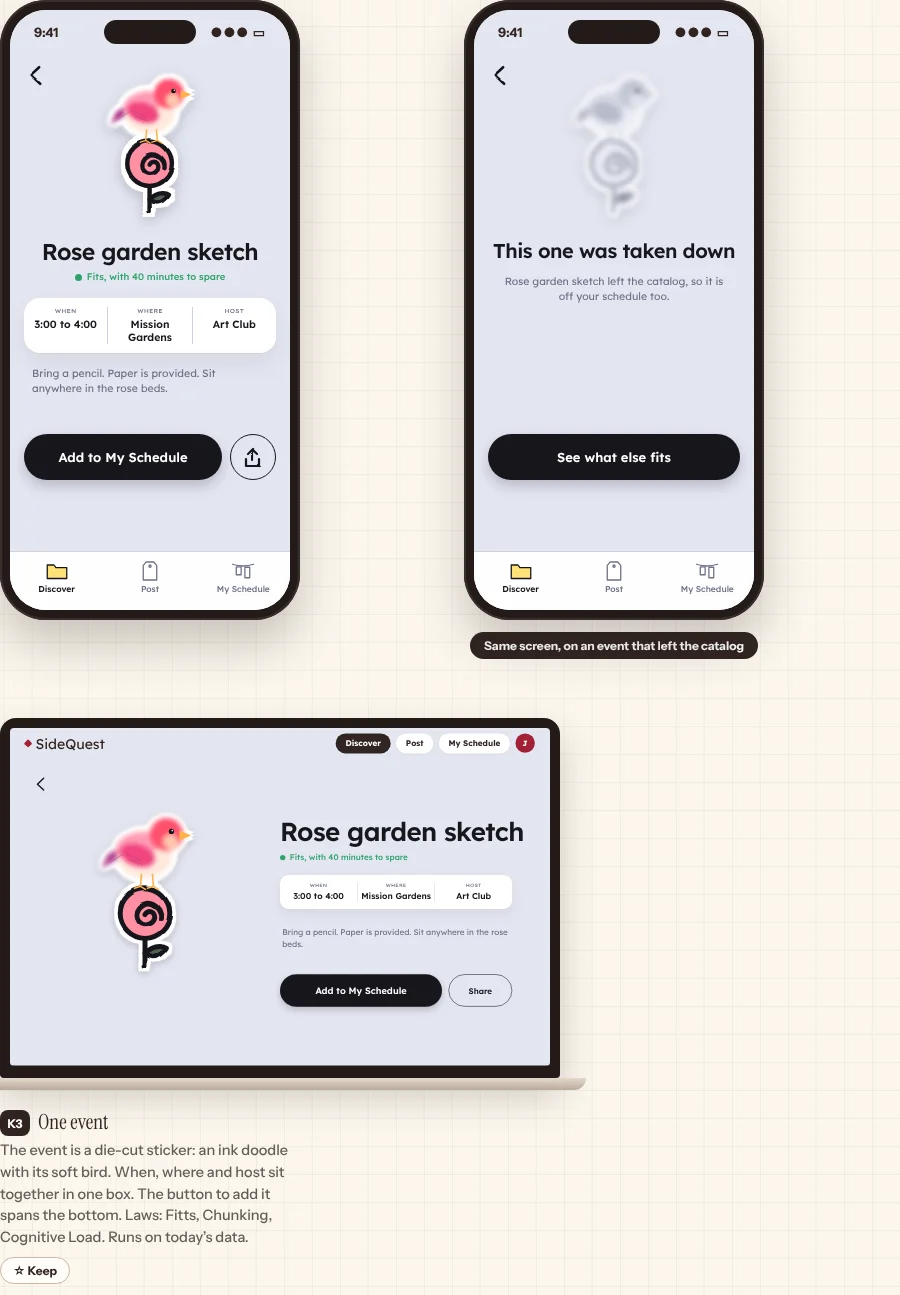 9:41
Rose garden sketch
Fits, with 40 minutes to spare
WHEN
3:00 to 4:00
WHERE
Mission
Gardens
HOST
Art Club
Bring a pencil. Paper is provided. Sit
anywhere in the rose beds.
Add to My Schedule
Discover
Post
My Schedule
9:41
This one was taken down
Rose garden sketch left the catalog, so it is
off your schedule too.
See what else fits
Discover
Post
My Schedule
Same screen, on an event that left the catalog
SideQuest
Discover
Post
My Schedule
J
Rose garden sketch
Fits, with 40 minutes to spare
WHEN
3:00 to 4:00
WHERE
Mission Gardens
HOST
Art Club
Bring a pencil. Paper is provided. Sit anywhere in the rose
beds.
Add to My Schedule
Share
K3 One event
The event is a die-cut sticker: an ink doodle
with its soft bird. When, where and host sit
together in one box. The button to add it
spans the bottom. Laws: Fitts, Chunking,
Cognitive Load. Runs on today's data.
☆ Keep